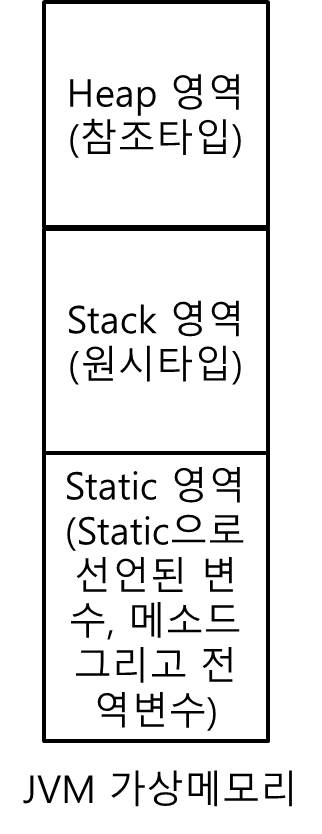 Heap 영역
(참조타입)
Stack 영역
(원시타입)
Static 영역
(Static으로
선언된 변
수, 메소드
그리고 전
역변수)
JVM 가상메모리